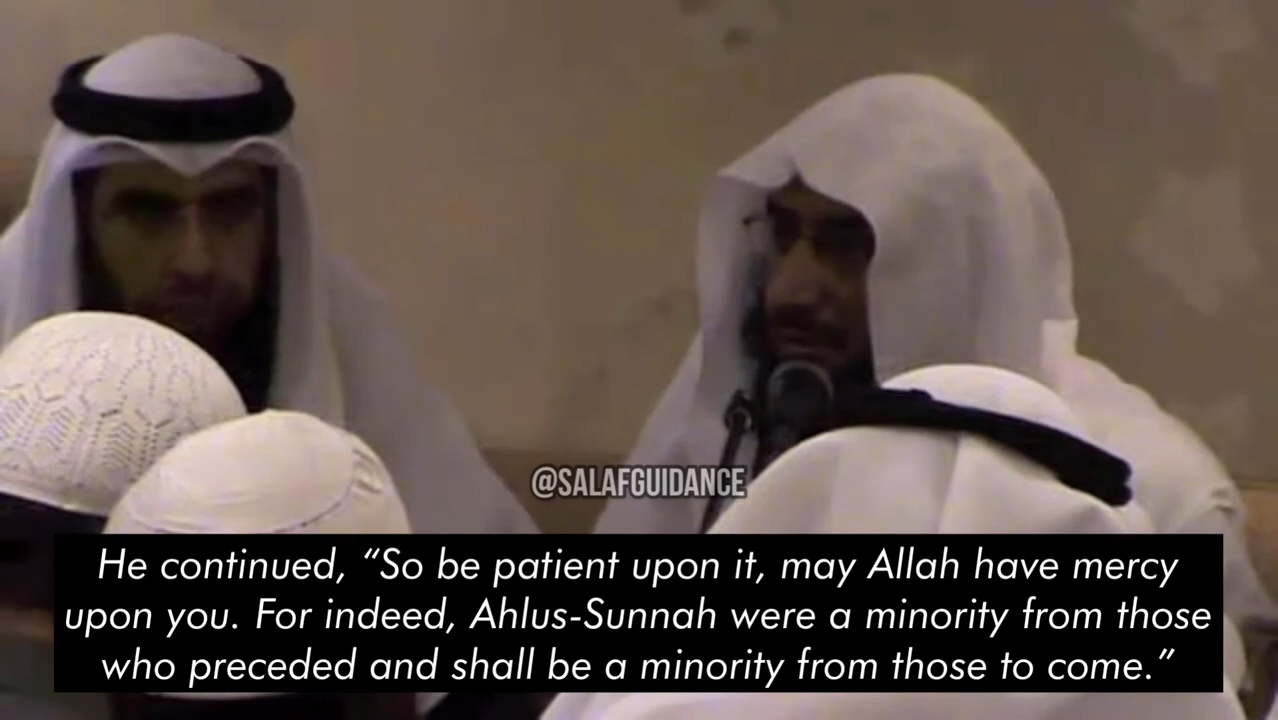 @SALAFGUIDANCE
He continued, “So be patient upon it, may Allah have mercy
upon you. For indeed, Ahlus-Sunnah were a minority from those
who preceded and shall be a minority from those to come.”